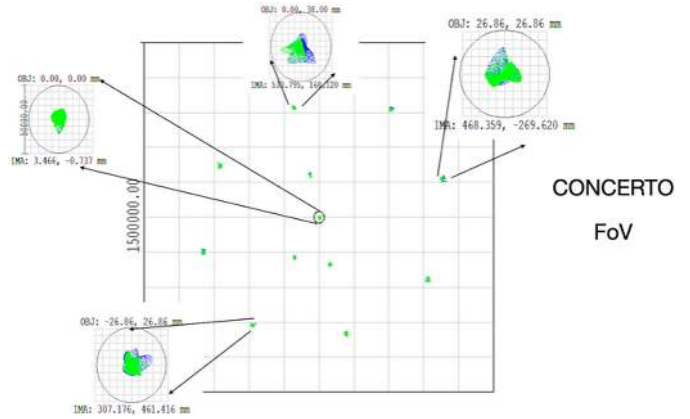 OBJ: 0.00, 38.00 mm
OBJ: 26.86, 26.86 mm
OBJ: 0.00, 0.00 mm
IMA: 468.359, -269.620 mm
IMA: 3.466, -0.737 mm
CONCERTO
FoV
1500000.00
OBJ: -26.86, 26.86 mm
IMA: 307.176, 461.416 mm